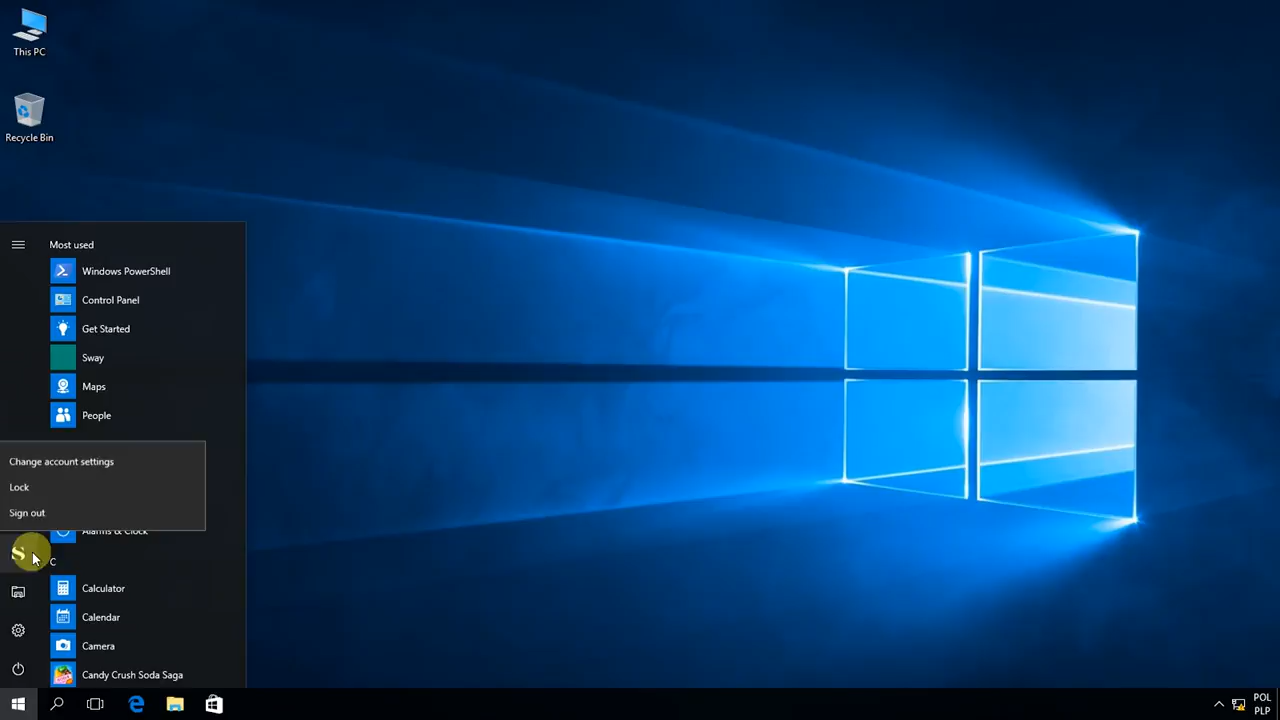 This PC
Recycle Bin
Most used
Windows PowerShell
Control Panel
Get Started
Sway
Maps
People
Change account settings
Lock
Sign out
Alarms & Clock
S
C
Calculator
Calendar
Camera
Candy Crush Soda Saga
POL
PLP